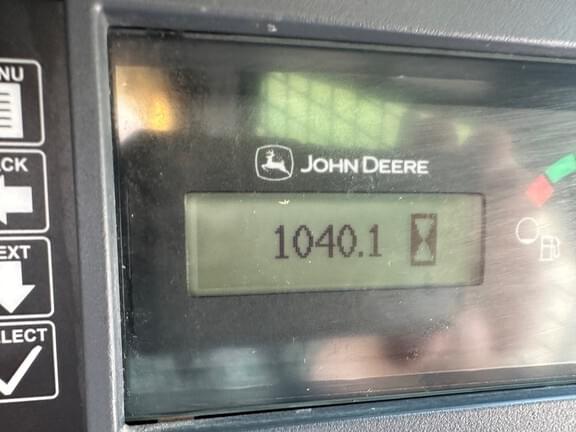 NU
CK
EXT
LECT
JOHN DEERE
1040.1